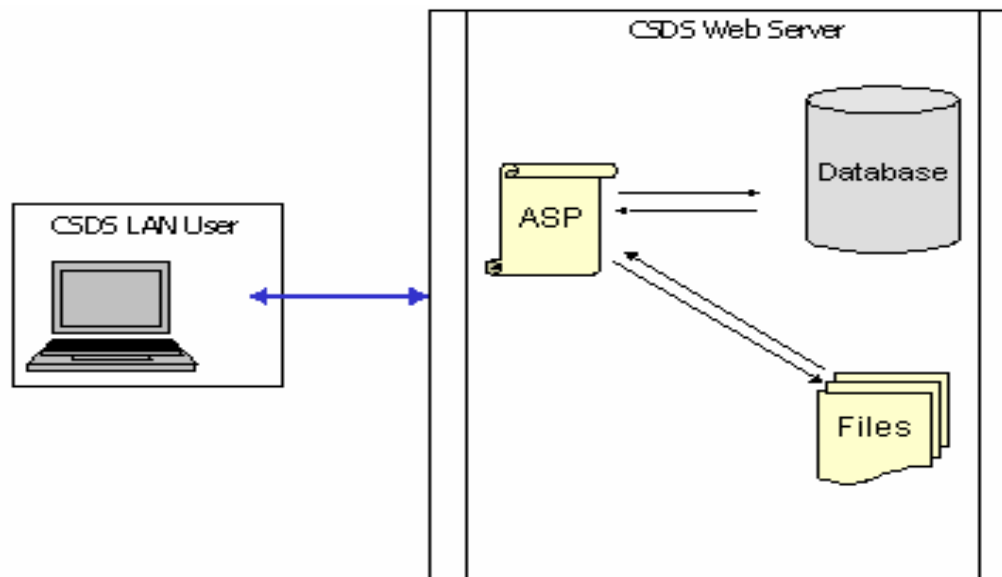 CSDS Web Server
Database
ASP
CSDS LAN User
Files